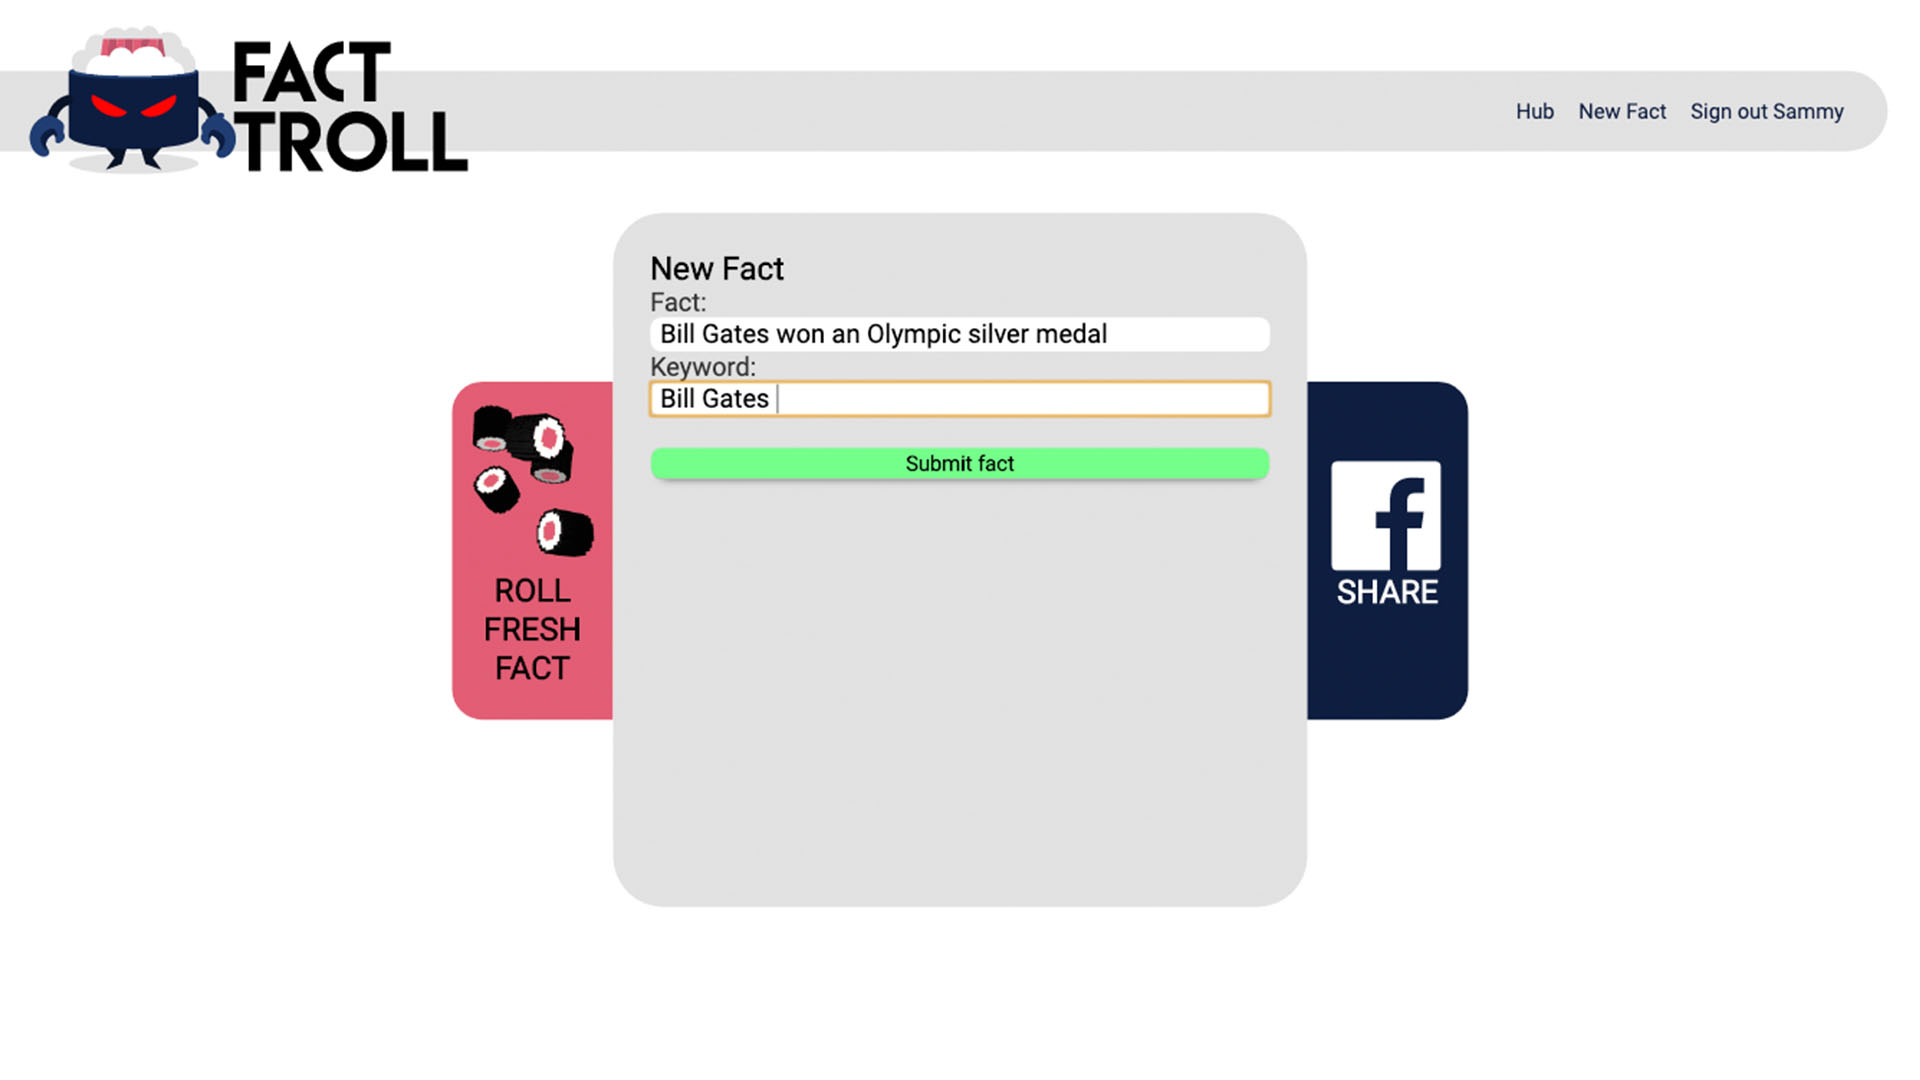 FACT
TROLL
Hub New Fact Sign out Sammy
New Fact
Fact:
Bill Gates won an Olympic silver medal
Keyword:
Bill Gates
Submit fact
ROLL
FRESH
FACT
f
SHARE